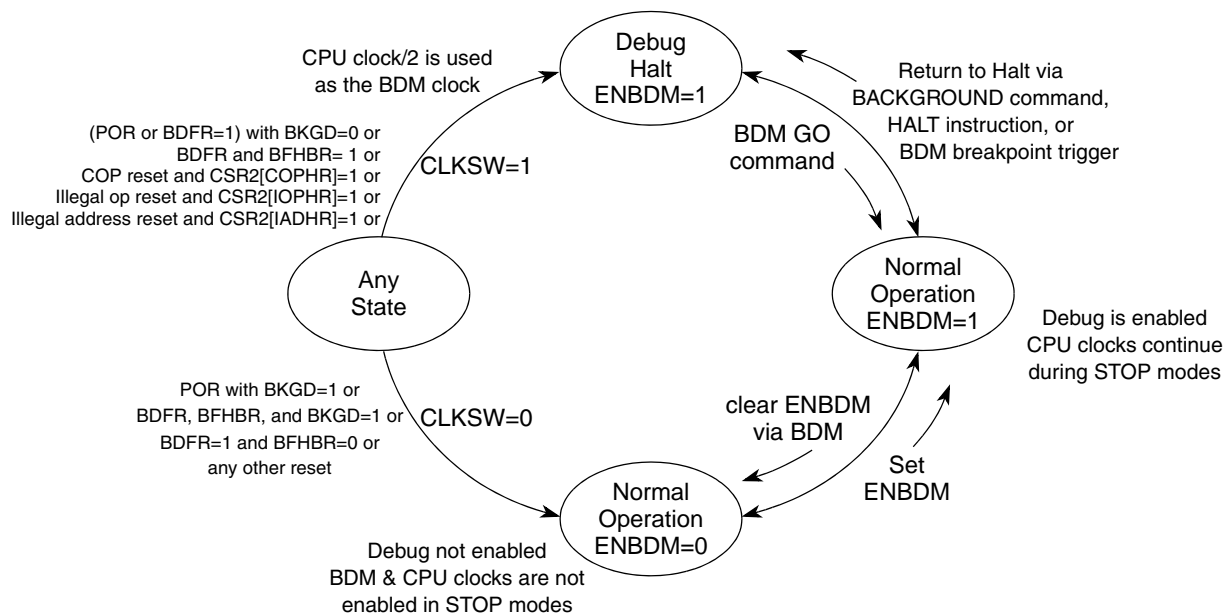 Debug
Halt
ENBDM=1
CPU clock/2 is used
as the BDM clock
Return to Halt via
BACKGROUND command,
HALT instruction, or
BDM breakpoint trigger
(POR or BDFR=1) with BKGD=0 or
BDFR and BFHBR= 1 or
COP reset and CSR2[COPHR]=1 or
Illegal op reset and CSR2[IOPHR]=1 or
Illegal address reset and CSR2[IADHR]=1 or
CLKSW=1
BDM GO
command
Any
State
Normal
Operation
ENBDM=1
Debug is enabled
CPU clocks continue
during STOP modes
POR with BKGD=1 or
BDFR, BFHBR, and BKGD=1 or
BDFR=1 and BFHBR=0 or
any other reset
CLKSW=0
clear ENBDM
via BDM
Set
ENBDM
Normal
Operation
ENBDM=0
Debug not enabled
BDM & CPU clocks are not
enabled in STOP modes